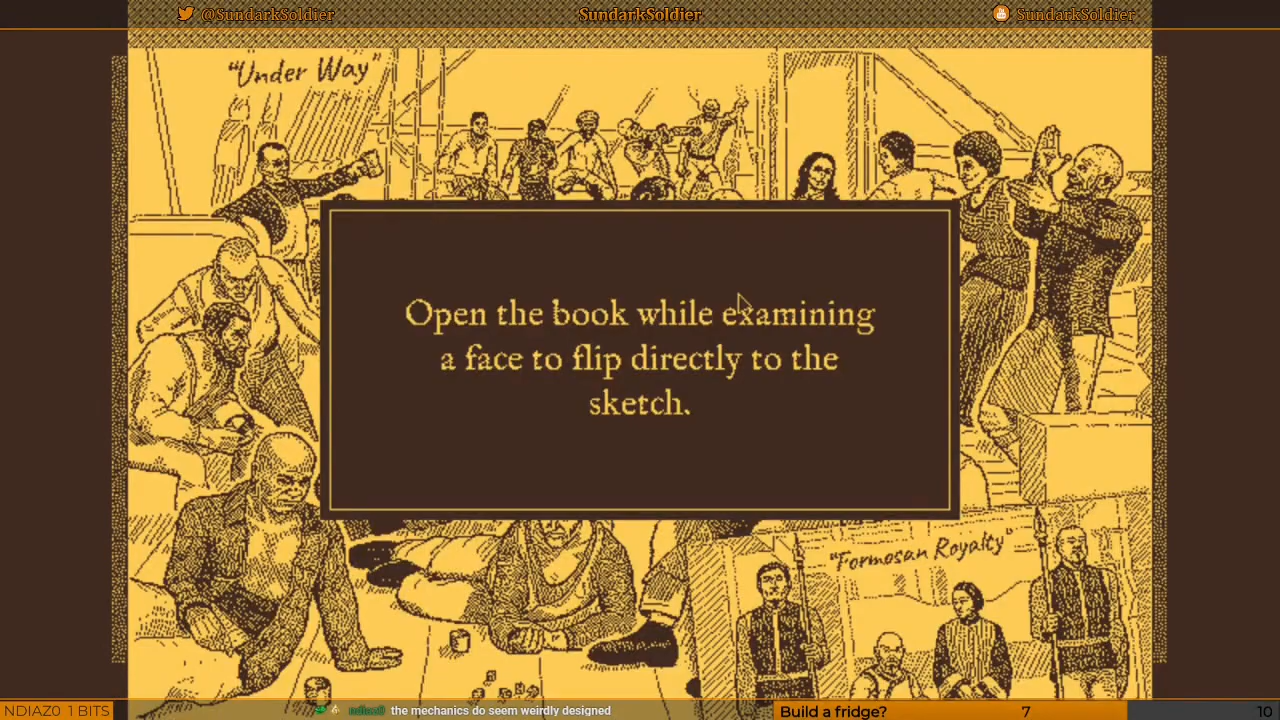 @SundarkSoldier
SundarkSoldier
SundarkSoldier
"Under Way"
Open the book while examining
a face to flip directly to the
sketch.
"Formosan Royalty"
NDIAZ0 1 BITS
ndiaz0 the mechanics do seem weirdly designed
Build a fridge?
7
10